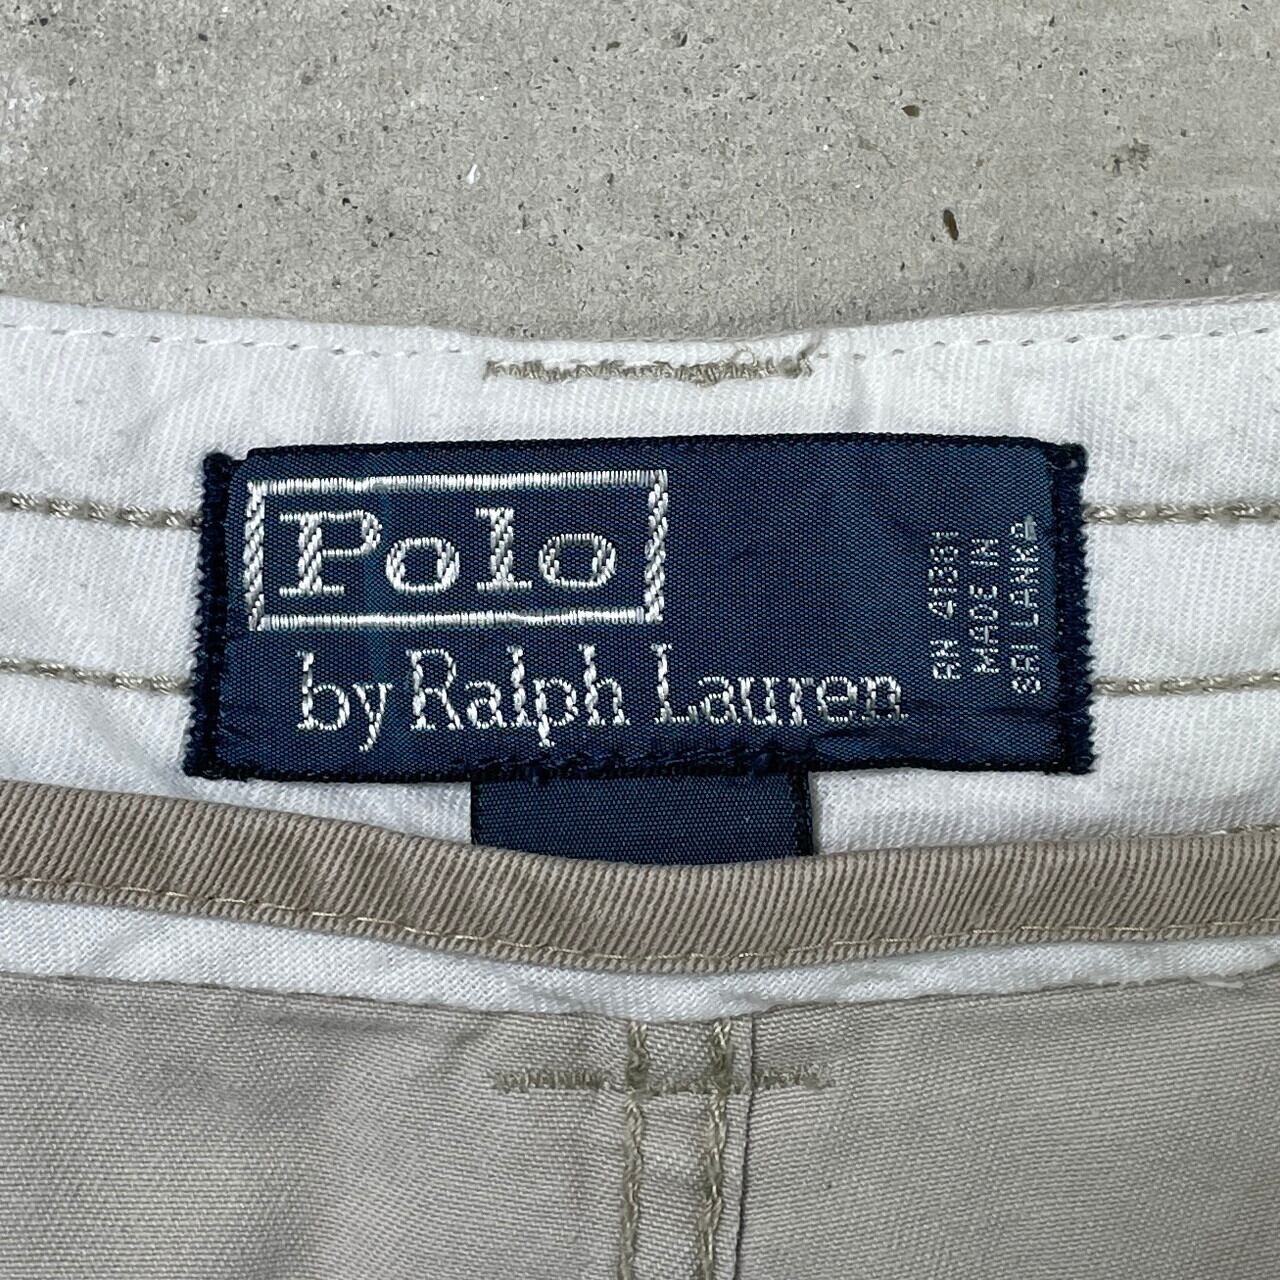 Polo
by Ralph Lauren
RN 41381
MADE IN
SRI LANKA